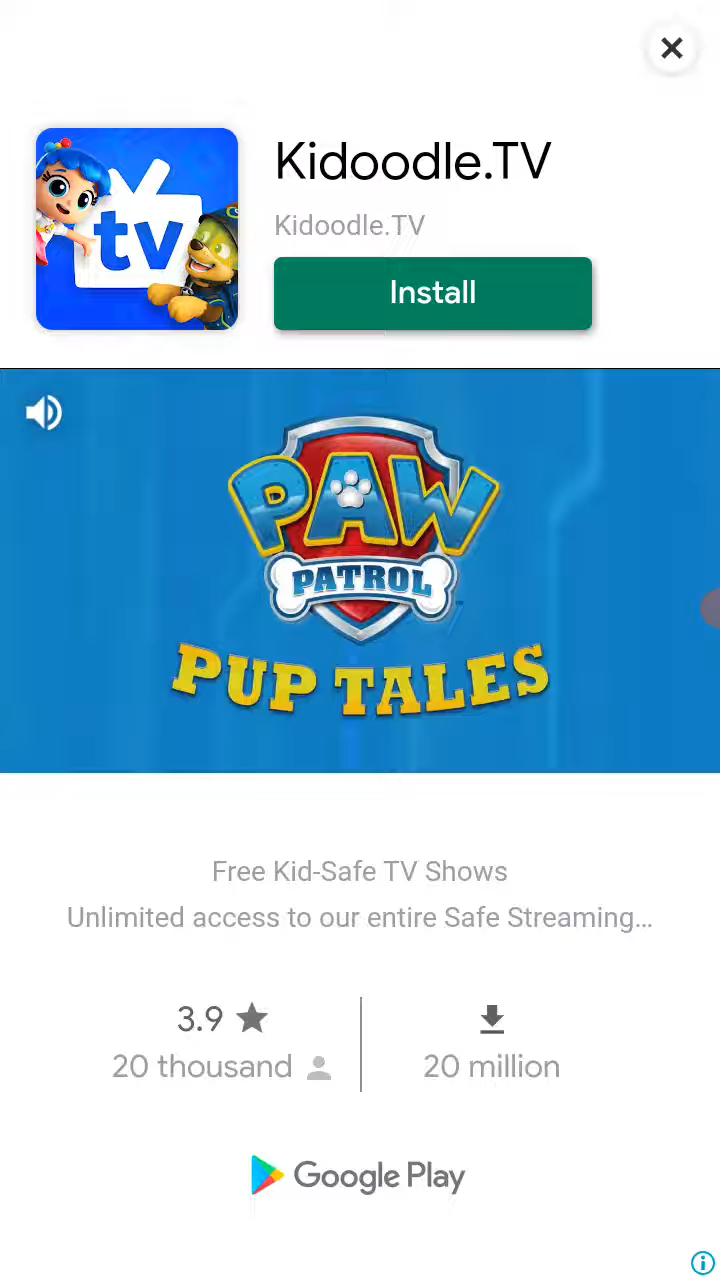 Kidoodle.TV
tv
Kidoodle.TV
Install
PAW
PATROL
PUP TALES
Free Kid-Safe TV Shows
Unlimited access to our entire Safe Streaming...
3.9
20 thousand
20 million
Google Play